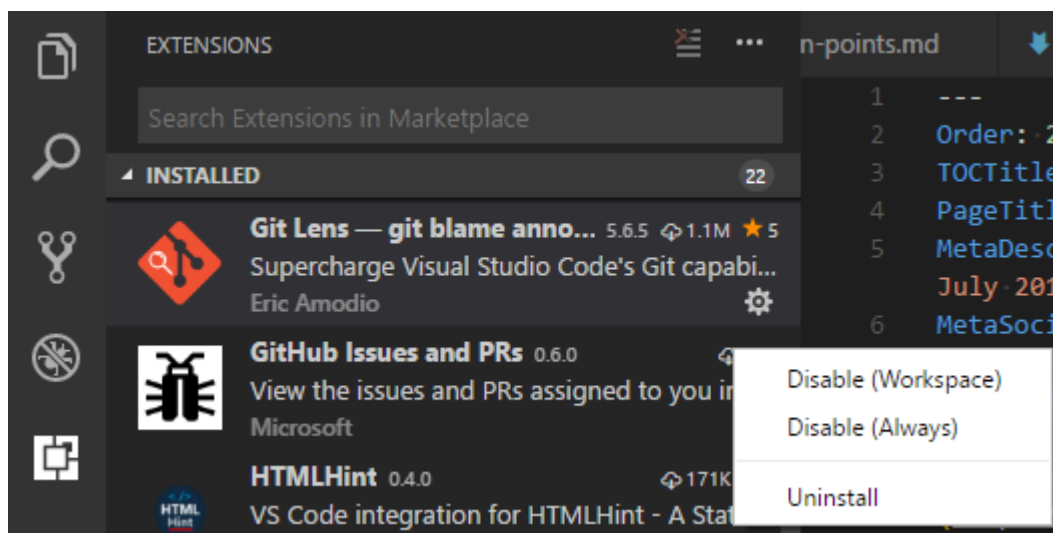 EXTENSIONS
Search Extensions in Marketplace
INSTALLED 22
Git Lens — git blame anno... 5.6.5 1.1M 5
Supercharge Visual Studio Code's Git capabi...
Eric Amodio
GitHub Issues and PRs 0.6.0
View the issues and PRs assigned to you
Microsoft
HTMLHint 0.4.0 171K
HTML
Hint
VS Code integration for HTMLHint - A
n-points.md
1 ---
2 Order: 2
3 TOCTitle
4 PageTitl
5 MetaDesc
July 201
6 MetaSoci
Disable (Workspace)
Disable (Always)
Uninstall